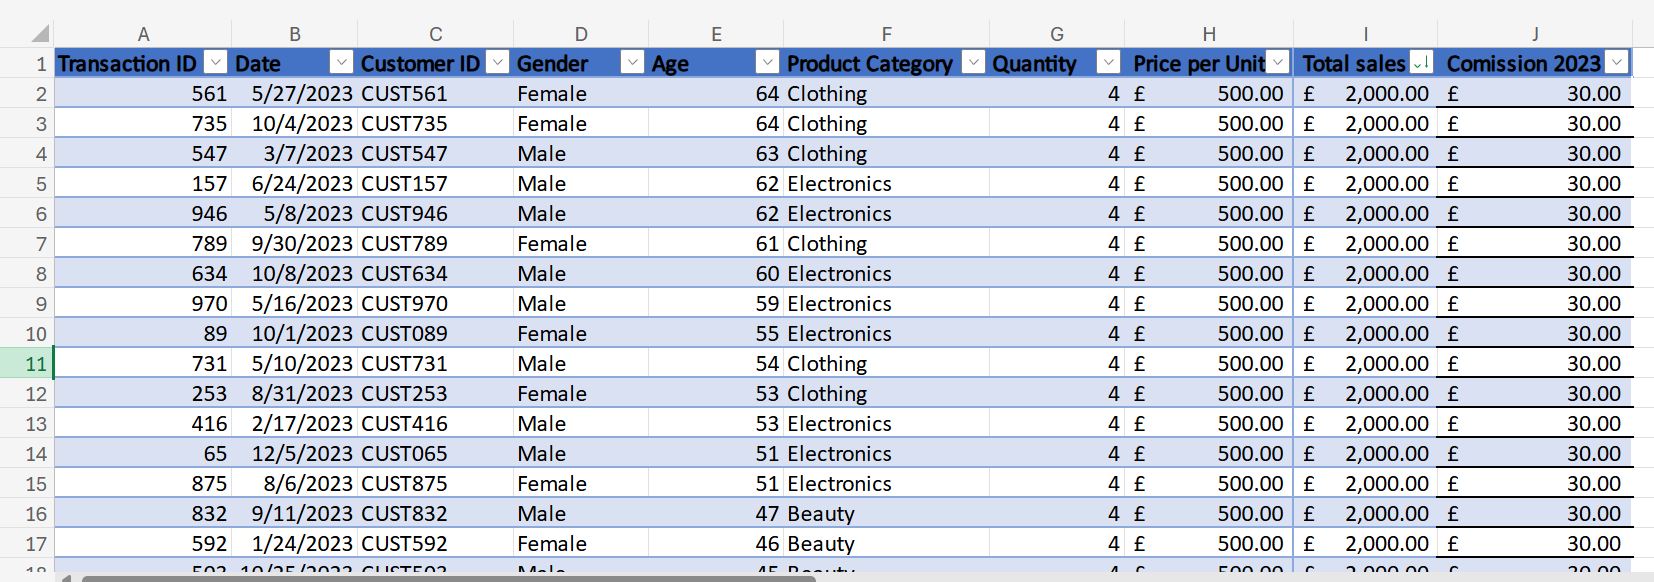 A B C D E F G H I J
1 Transaction ID Date Customer ID Gender Age Product Category Quantity Price per Unit Total sales Comission 2023
2 561 5/27/2023 CUST561 Female 64 Clothing 4 £ 500.00 £ 2,000.00 £ 30.00
3 735 10/4/2023 CUST735 Female 64 Clothing 4 £ 500.00 £ 2,000.00 £ 30.00
4 547 3/7/2023 CUST547 Male 63 Clothing 4 £ 500.00 £ 2,000.00 £ 30.00
5 157 6/24/2023 CUST157 Male 62 Electronics 4 £ 500.00 £ 2,000.00 £ 30.00
6 946 5/8/2023 CUST946 Male 62 Electronics 4 £ 500.00 £ 2,000.00 £ 30.00
7 789 9/30/2023 CUST789 Female 61 Clothing 4 £ 500.00 £ 2,000.00 £ 30.00
8 634 10/8/2023 CUST634 Male 60 Electronics 4 £ 500.00 £ 2,000.00 £ 30.00
9 970 5/16/2023 CUST970 Male 59 Electronics 4 £ 500.00 £ 2,000.00 £ 30.00
10 89 10/1/2023 CUST089 Female 55 Electronics 4 £ 500.00 £ 2,000.00 £ 30.00
11 731 5/10/2023 CUST731 Male 54 Clothing 4 £ 500.00 £ 2,000.00 £ 30.00
12 253 8/31/2023 CUST253 Female 53 Clothing 4 £ 500.00 £ 2,000.00 £ 30.00
13 416 2/17/2023 CUST416 Male 53 Electronics 4 £ 500.00 £ 2,000.00 £ 30.00
14 65 12/5/2023 CUST065 Male 51 Electronics 4 £ 500.00 £ 2,000.00 £ 30.00
15 875 8/6/2023 CUST875 Female 51 Electronics 4 £ 500.00 £ 2,000.00 £ 30.00
16 832 9/11/2023 CUST832 Male 47 Beauty 4 £ 500.00 £ 2,000.00 £ 30.00
17 592 1/24/2023 CUST592 Female 46 Beauty 4 £ 500.00 £ 2,000.00 £ 30.00